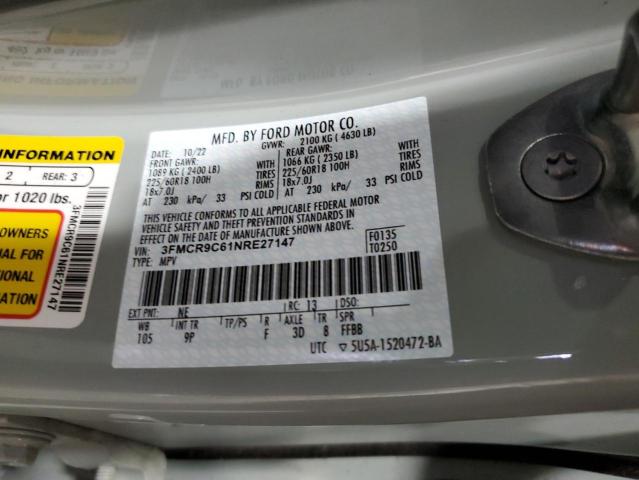 INFORMATION
2 REAR: 3
or 1020 lbs.
OWNERS
UAL FOR
IONAL
ION
3FMCR9C61NRE27147
MFD. BY FORD MOTOR CO.
DATE: 10/22 GVWR: 2100 KG ( 4630 LB)
FRONT GAWR: REAR GAWR:
1089 KG ( 2400 LB) WITH 1066 KG ( 2350 LB) WITH
225/60R18 100H TIRES 225/60R18 100H TIRES
18x7.0J RIMS 18x7.0J RIMS
AT 230 kPa/ 33 PSI COLD AT 230 kPa/ 33 PSI COLD
THIS VEHICLE CONFORMS TO ALL APPLICABLE FEDERAL MOTOR
VEHICLE SAFETY AND THEFT PREVENTION STANDARDS
IN EFFECT ON THE DATE OF MANUFACTURE SHOWN ABOVE.
VIN: 3FMCR9C61NRE27147 F0135
TYPE: MPV T0250
EXT PNT: NE RC: 13 DSO:
WB INT TR TP/PS R AXLE TR SPR
105 9P F 3D 8 FFBB
UTC ▽ 5U5A-1520472-BA